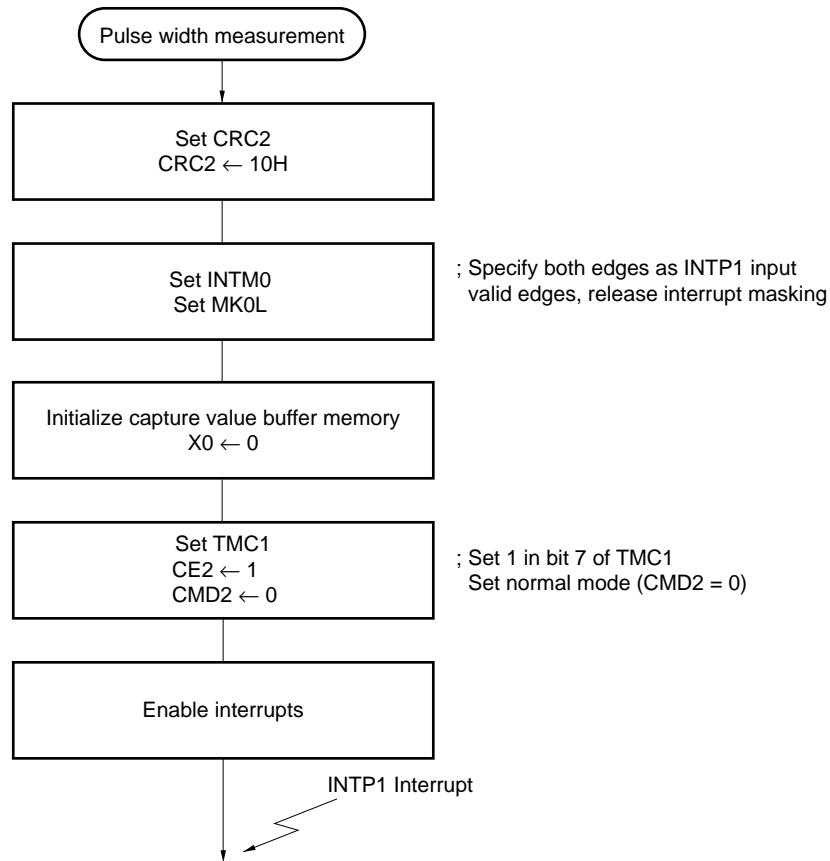 Pulse width measurement
Set CRC2
CRC2 ← 10H
Set INTM0
Set MK0L
; Specify both edges as INTP1 input
valid edges, release interrupt masking
Initialize capture value buffer memory
X0 ← 0
Set TMC1
CE2 ← 1
CMD2 ← 0
; Set 1 in bit 7 of TMC1
Set normal mode (CMD2 = 0)
Enable interrupts
INTP1 Interrupt